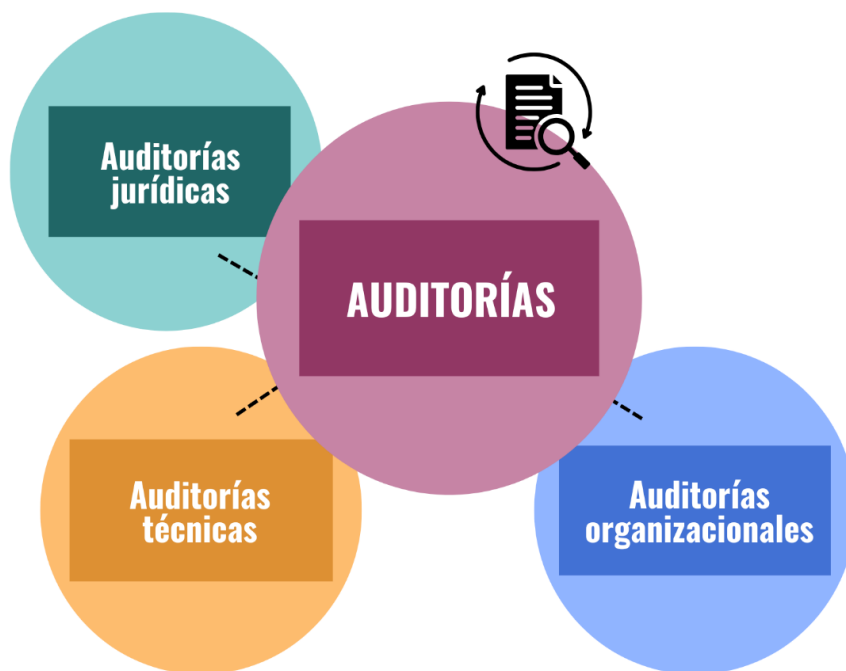 Auditorías
jurídicas
AUDITORÍAS
Auditorías
técnicas
Auditorías
organizacionales